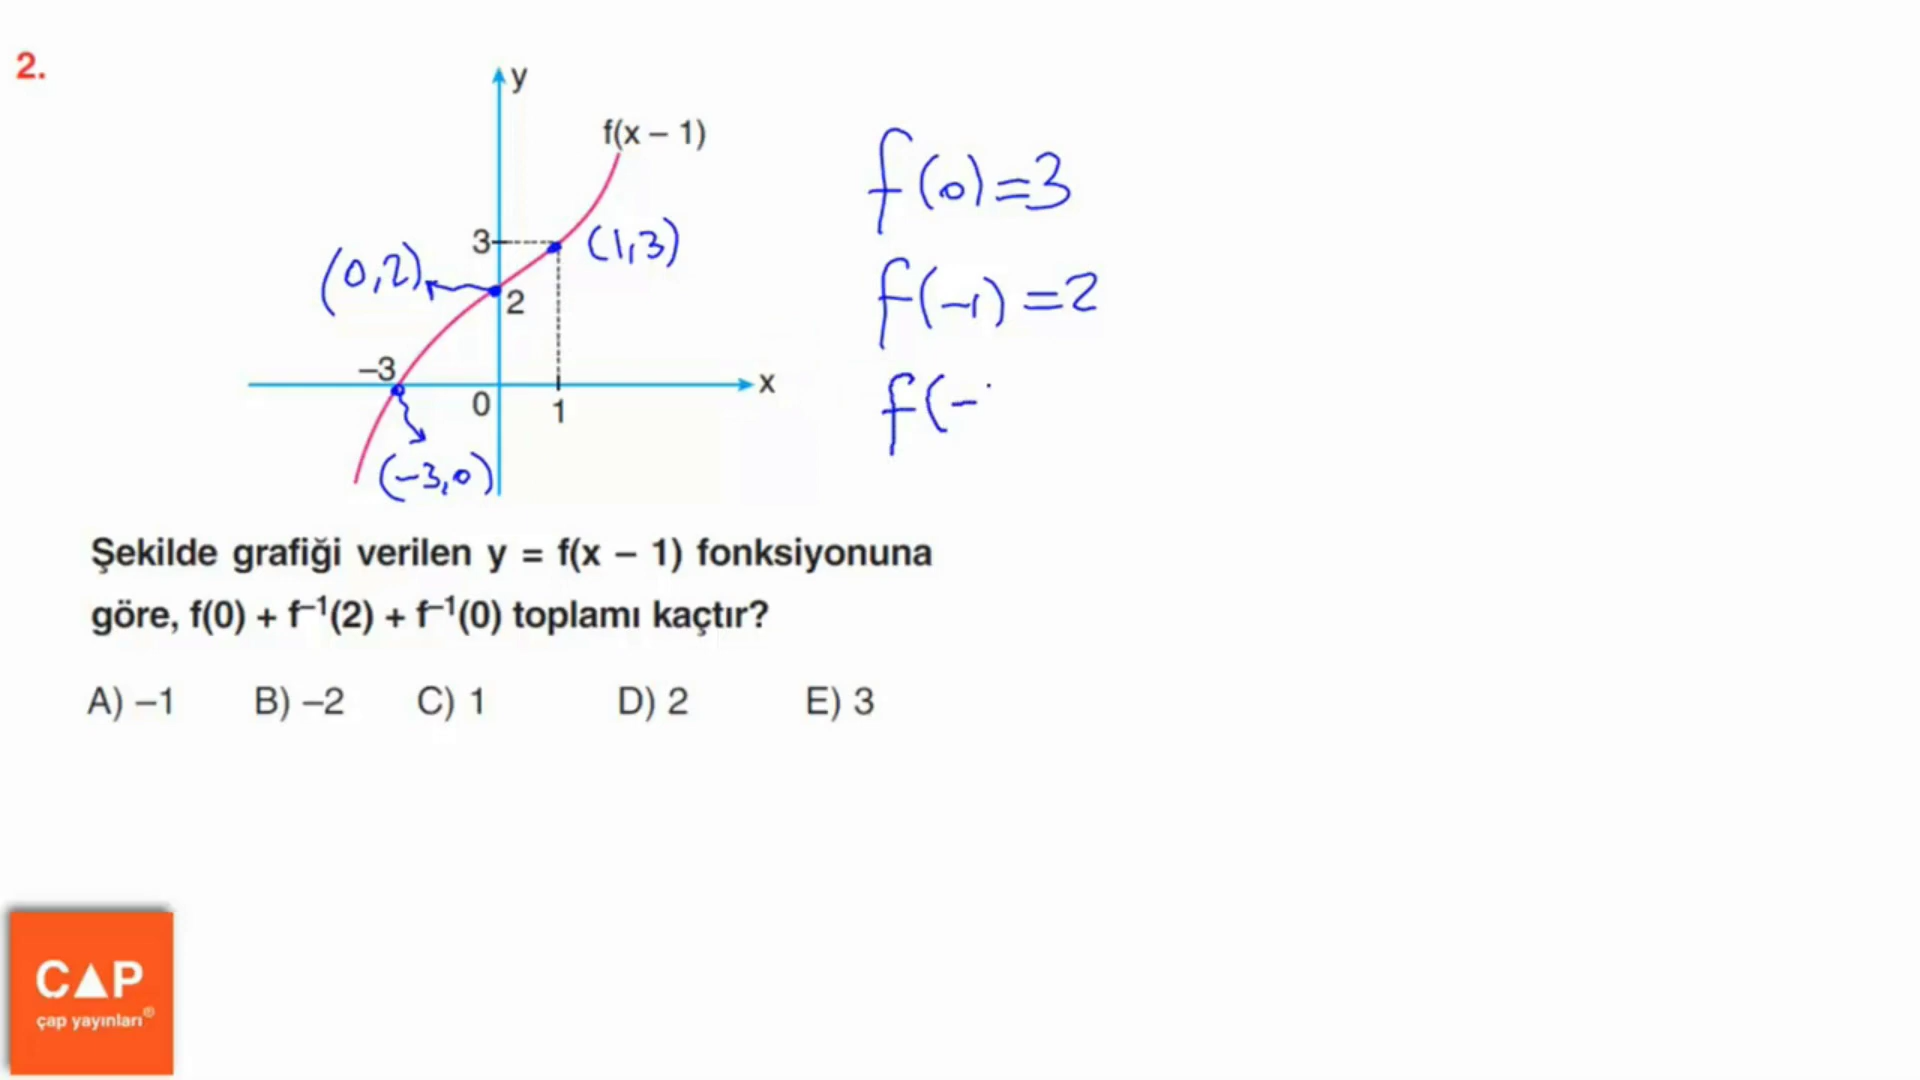 2.
y
f(x – 1)
3
(1,3)
(0,2)
2
–3
x
0
1
(-3,0)
f(0)=3
f(-1)=2
f(-
Şekilde grafiği verilen y = f(x – 1) fonksiyonuna
göre, f(0) + f⁻¹(2) + f⁻¹(0) toplamı kaçtır?
A) –1 B) –2 C) 1 D) 2 E) 3
C▲P
çap yayınları®